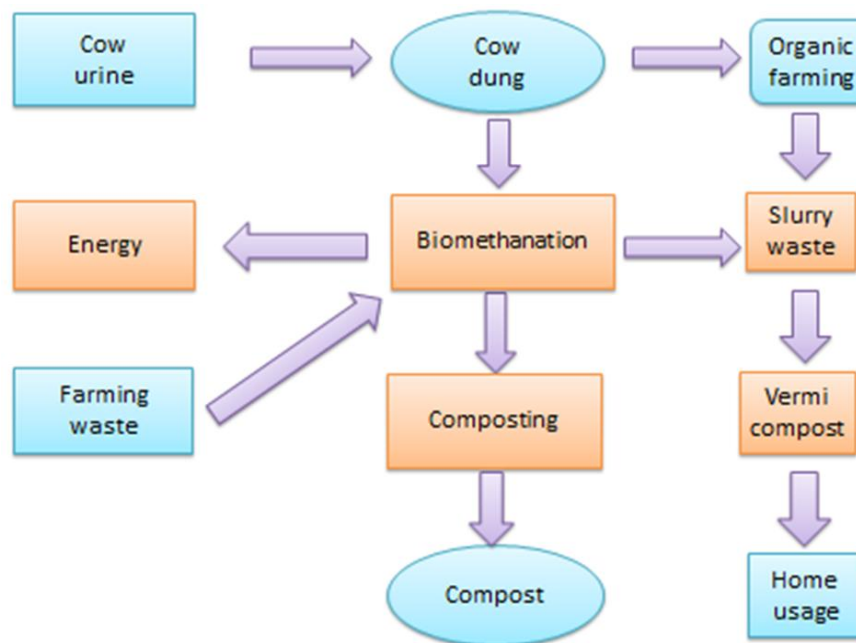 Cow
urine
Cow
dung
Organic
farming
Energy
Biomethanation
Slurry
waste
Farming
waste
Composting
Vermi
compost
Compost
Home
usage